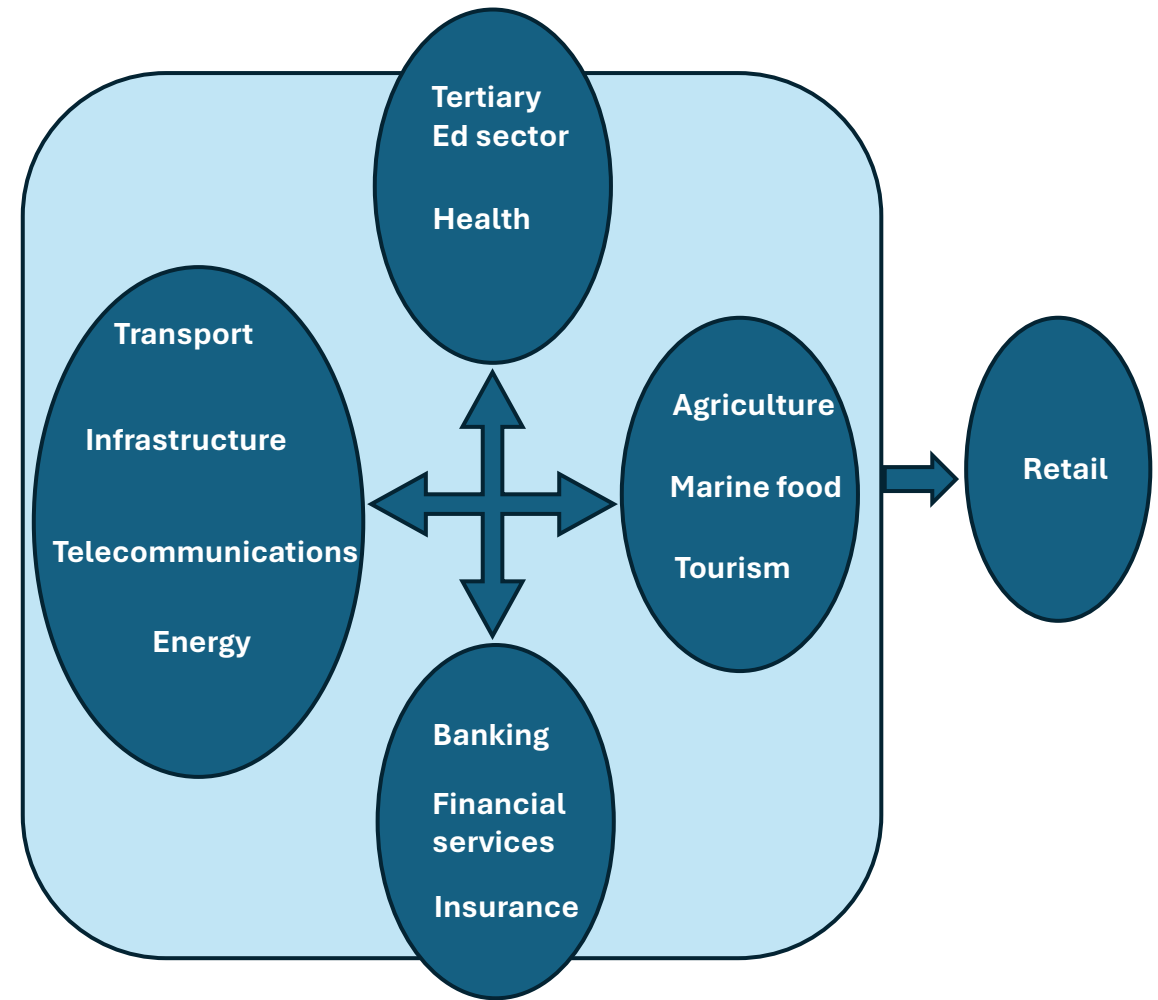 Tertiary
Ed sector
Health
Transport
Infrastructure
Telecommunications
Energy
Agriculture
Marine food
Tourism
Retail
Banking
Financial
services
Insurance